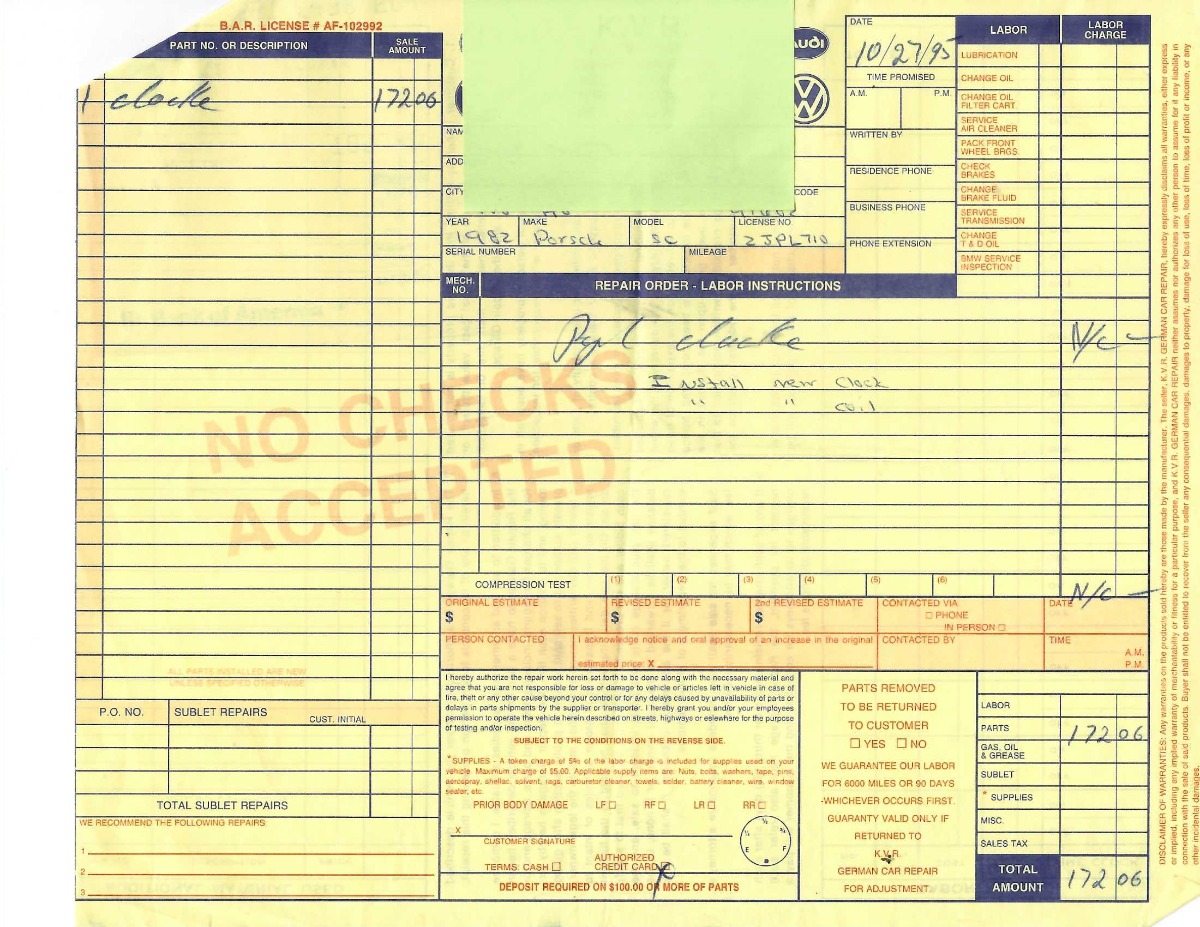 B.A.R. LICENSE # AF-102992
PART NO. OR DESCRIPTION SALE AMOUNT
1 clocke 172 06
AUDI
DATE
10/27/95
TIME PROMISED
A.M. P.M.
WRITTEN BY
RESIDENCE PHONE
BUSINESS PHONE
PHONE EXTENSION
NAM
ADD
CITY CODE
YEAR MAKE MODEL LICENSE NO.
1982 Porsche SC 2JPL710
SERIAL NUMBER MILEAGE
LABOR LABOR CHARGE
LUBRICATION
CHANGE OIL
CHANGE OIL FILTER CART.
SERVICE AIR CLEANER
PACK FRONT WHEEL BRGS.
CHECK BRAKES
CHANGE BRAKE FLUID
SERVICE TRANSMISSION
CHANGE T & D OIL
BMW SERVICE INSPECTION
MECH. NO. REPAIR ORDER - LABOR INSTRUCTIONS
clocke N/C
Install new Clock
" " coil
NO CHECKS
ACCEPTED
COMPRESSION TEST (1) (2) (3) (4) (5) (6)
N/C
ORIGINAL ESTIMATE REVISED ESTIMATE 2nd REVISED ESTIMATE CONTACTED VIA DATE
$ $ $ ☐ PHONE
IN PERSON ☐
PERSON CONTACTED I acknowledge notice and oral approval of an increase in the original CONTACTED BY TIME
estimated price: X A.M.
P.M.
ALL PARTS INSTALLED ARE NEW
UNLESS SPECIFIED OTHERWISE
P.O. NO. SUBLET REPAIRS CUST. INITIAL
TOTAL SUBLET REPAIRS
WE RECOMMEND THE FOLLOWING REPAIRS:
1
2
3
I hereby authorize the repair work herein set forth to be done along with the necessary material and
agree that you are not responsible for loss or damage to vehicle or articles left in vehicle in case of
fire, theft or any other cause beyond your control or for any delays caused by unavailability of parts or
delays in parts shipments by the supplier or transporter. I hereby grant you and/or your employees
permission to operate the vehicle herein described on streets, highways or eslewhere for the purpose
of testing and/or inspection.
SUBJECT TO THE CONDITIONS ON THE REVERSE SIDE.
*SUPPLIES - A token charge of 5% of the labor charge is included for supplies used on your
vehicle. Maximum charge of $5.00. Applicable supply items are: Nuts, bolts, washers, tape, pins,
aerospray, shellac, solvent, rags, carburetor cleaner, towels, solder, battery cleaner, wire, window
sealer, etc.
PRIOR BODY DAMAGE LF ☐ RF ☐ LR ☐ RR ☐
X
CUSTOMER SIGNATURE
E F
TERMS: CASH ☐ AUTHORIZED CREDIT CARD ☐
DEPOSIT REQUIRED ON $100.00 OR MORE OF PARTS
PARTS REMOVED
TO BE RETURNED
TO CUSTOMER
☐ YES ☐ NO
WE GUARANTEE OUR LABOR
FOR 6000 MILES OR 90 DAYS
-WHICHEVER OCCURS FIRST.
GUARANTY VALID ONLY IF
RETURNED TO
K.V.R.
GERMAN CAR REPAIR
FOR ADJUSTMENT.
LABOR
PARTS 172 06
GAS, OIL & GREASE
SUBLET
* SUPPLIES
MISC.
SALES TAX
TOTAL AMOUNT 172 06
DISCLAIMER OF WARRANTIES: Any warranties on the products sold hereby are those made by the manufacturer. The seller, K.V.R. GERMAN CAR REPAIR, hereby expressly disclaims all warranties, either express
or implied, including any implied warranty of merchantability or fitness for a particular purpose, and K.V.R. GERMAN CAR REPAIR neither assumes nor authorizes any other person to assume for it any liability in
connection with the sale of said products. Buyer shall not be entitled to recover from the seller any consequential damages, damages to property, damage for loss of use, loss of time, loss of profit or income, or any
other incidental damages.